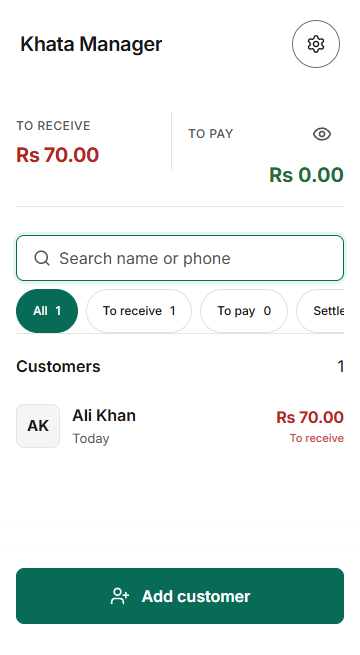 Khata Manager
TO RECEIVE
Rs 70.00
TO PAY
Rs 0.00
Search name or phone
All 1
To receive 1
To pay 0
Settle
Customers
1
AK
Ali Khan
Today
Rs 70.00
To receive
Add customer